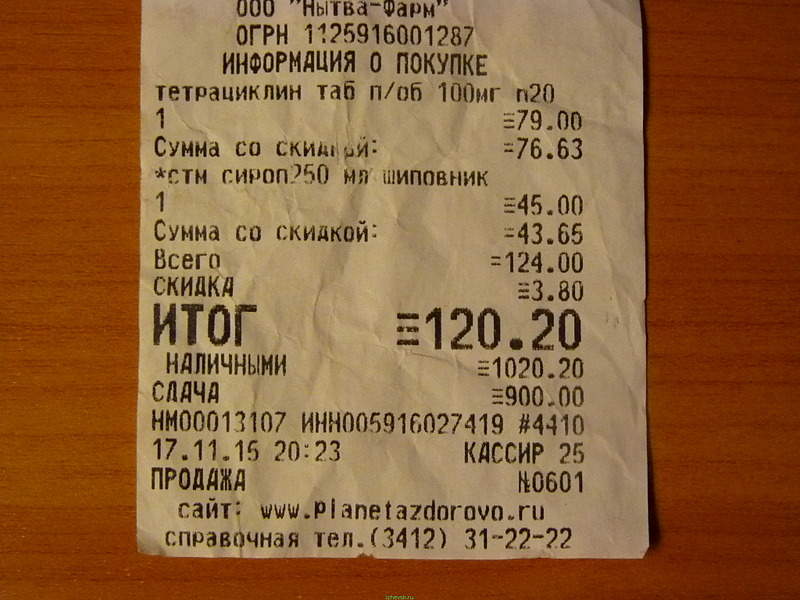 ООО "Нытва-Фарм"
ОГРН 1125916001287
ИНФОРМАЦИЯ О ПОКУПКЕ
тетрациклин таб п/об 100мг n20
1 ≡79.00
Сумма со скидкой: =76.63
*стм сироп250 мл шиповник
1 ≡45.00
Сумма со скидкой: =43.65
Всего =124.00
СКИДКА ≡3.80
ИТОГ ≡120.20
НАЛИЧНЫМИ ≡1020.20
СДАЧА ≡900.00
НМ00013107 ИНН005916027419 #4410
17.11.15 20:23 КАССИР 25
ПРОДАЖА №0601
сайт: www.planetazdorovo.ru
справочная тел.(3412) 31-22-22